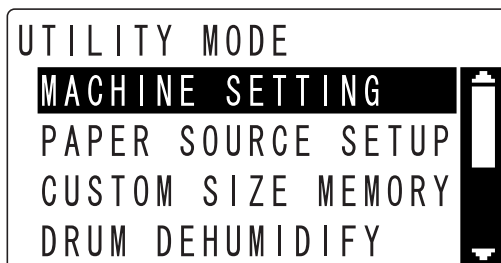 UTILITY MODE
MACHINE SETTING
PAPER SOURCE SETUP
CUSTOM SIZE MEMORY
DRUM DEHUMIDIFY